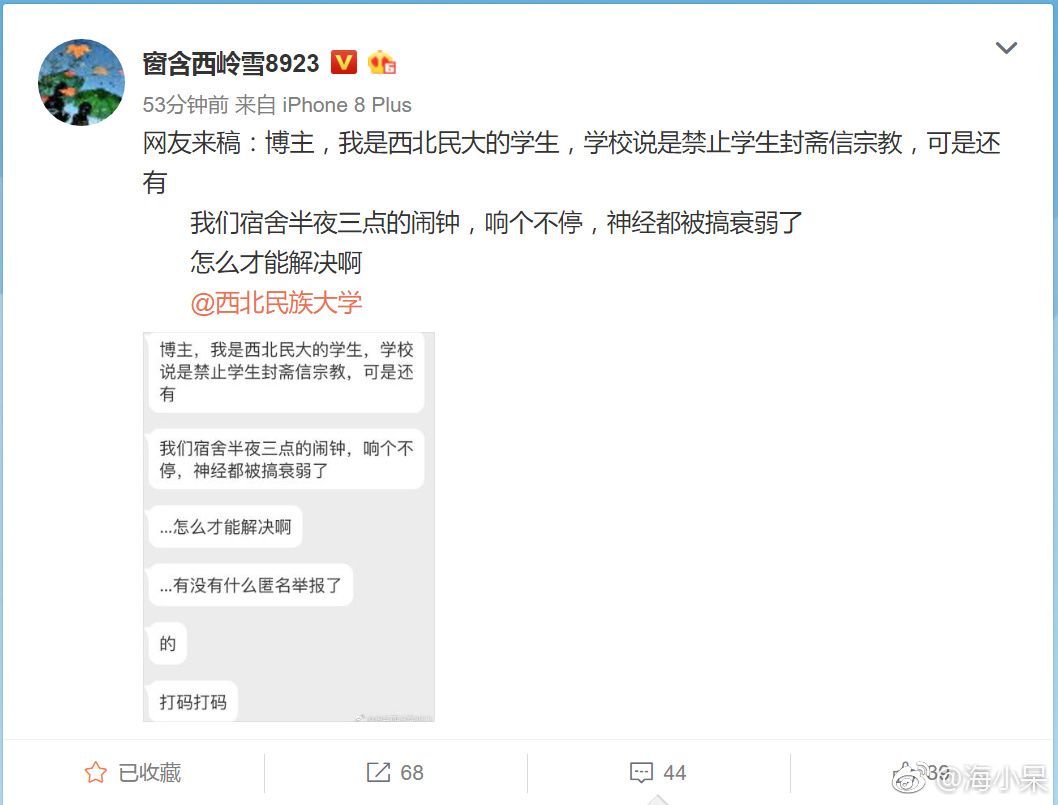 窗含西岭雪8923
53分钟前 来自 iPhone 8 Plus
网友来稿：博主，我是西北民大的学生，学校说是禁止学生封斋信宗教，可是还
有
我们宿舍半夜三点的闹钟，响个不停，神经都被搞衰弱了
怎么才能解决啊
@西北民族大学
博主，我是西北民大的学生，学校
说是禁止学生封斋信宗教，可是还
有
我们宿舍半夜三点的闹钟，响个不
停，神经都被搞衰弱了
...怎么才能解决啊
...有没有什么匿名举报了
的
打码打码
已收藏
68
44
39
@海小呆